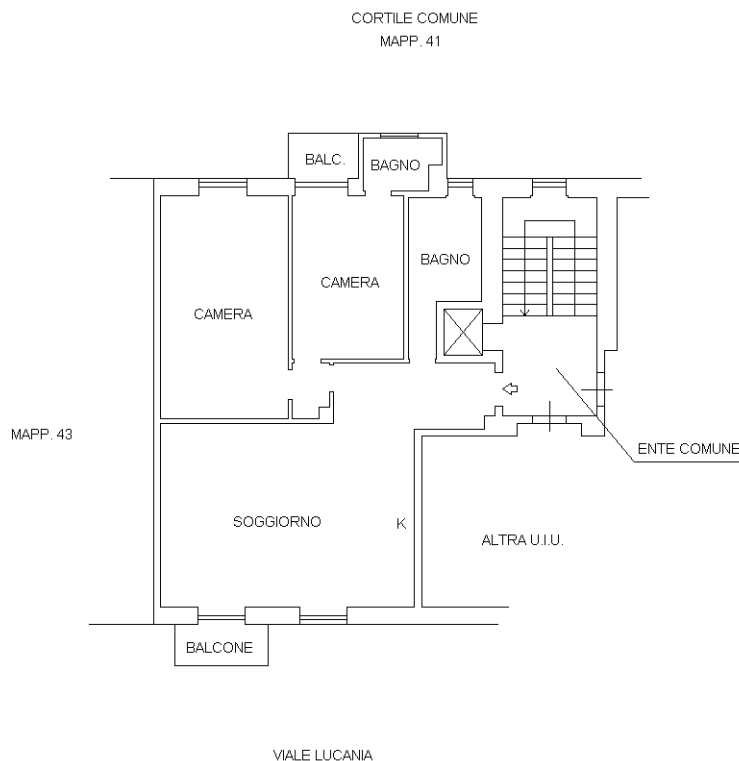 CORTILE COMUNE
MAPP. 41
BALC.
BAGNO
BAGNO
CAMERA
CAMERA
MAPP. 43
ENTE COMUNE
SOGGIORNO
K
ALTRA U.I.U.
BALCONE
VIALE LUCANIA